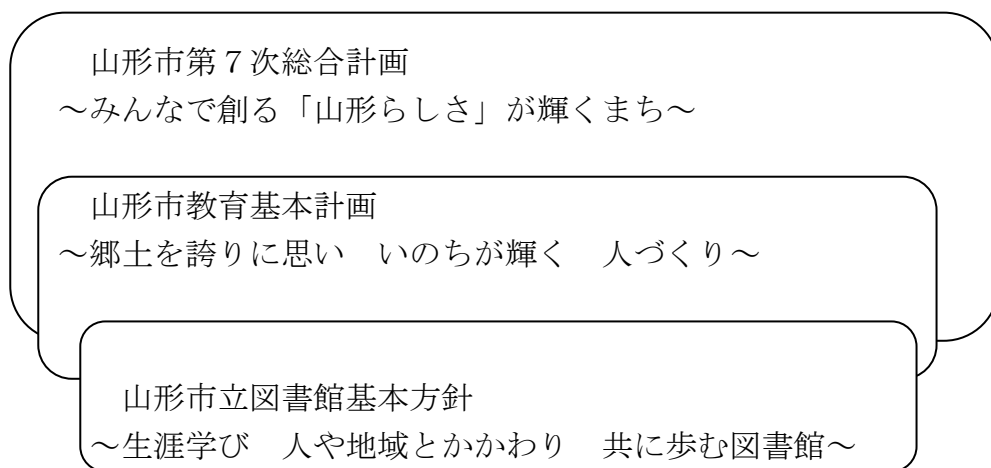 山形市第７次総合計画
～みんなで創る「山形らしさ」が輝くまち～
山形市教育基本計画
～郷土を誇りに思い　いのちが輝く　人づくり～
山形市立図書館基本方針
～生涯学び　人や地域とかかわり　共に歩む図書館～